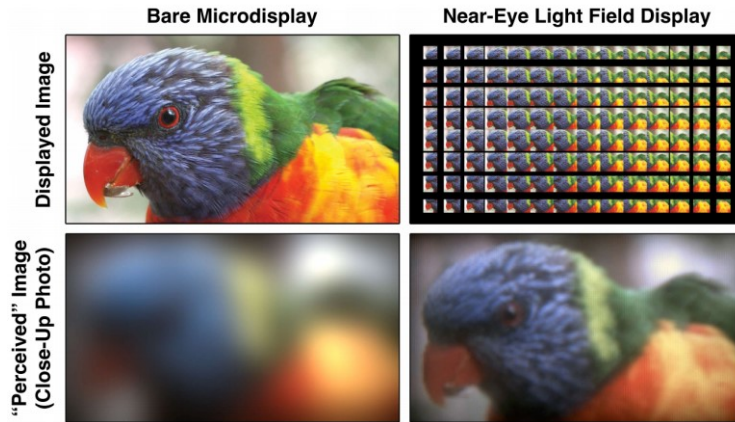 Bare Microdisplay
Near-Eye Light Field Display
Displayed Image
“Perceived” Image
(Close-Up Photo)